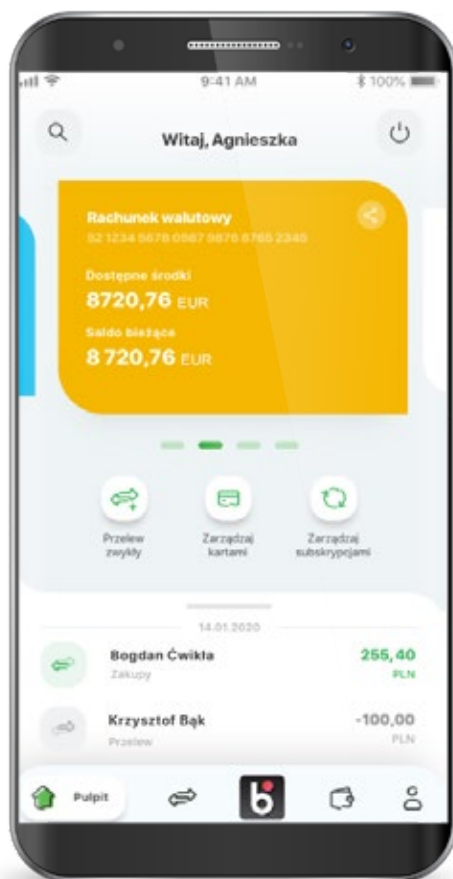 9:41 AM
100%
Witaj, Agnieszka
Rachunek walutowy
52 1234 5678 0987 5678 8765 2345
Dostępne środki
8720,76 EUR
Saldo bieżące
8 720,76 EUR
Przelew zwykły
Zarządzaj kartami
Zarządzaj subskrypcjami
14.01.2020
Bogdan Ćwikła
255,40
Zakupy
PLN
Krzysztof Bąk
-100,00
Przelew
PLN
Pulpit
b